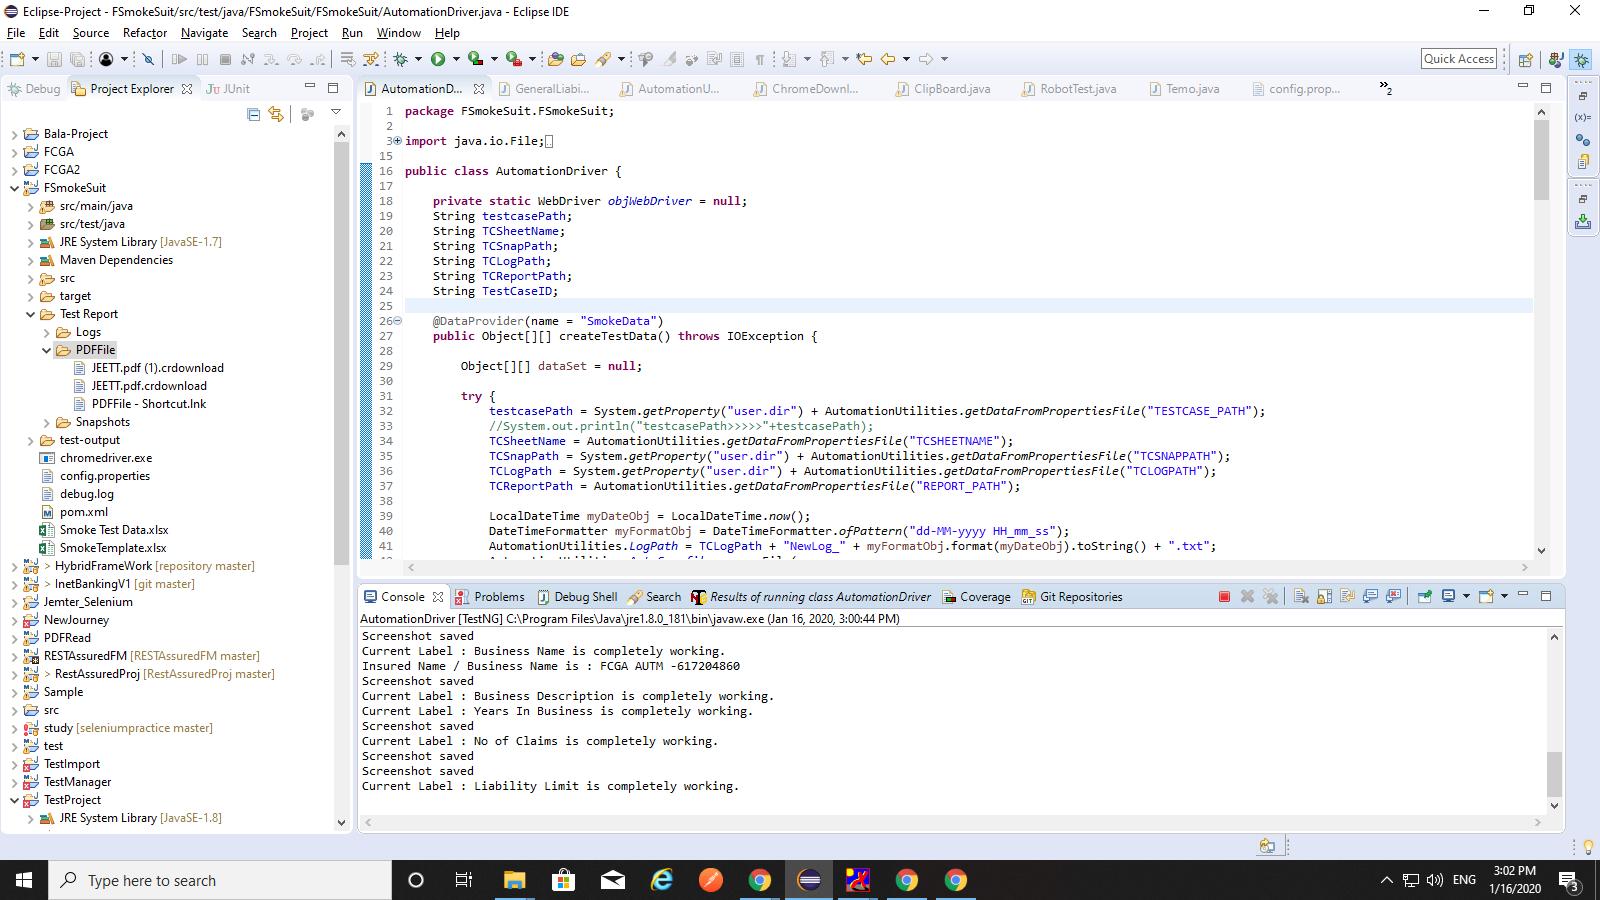 Eclipse-Project - FSmokeSuit/src/test/java/FSmokeSuit/FSmokeSuit/AutomationDriver.java - Eclipse IDE
File Edit Source Refactor Navigate Search Project Run Window Help
Quick Access
Debug Project Explorer JUnit
Bala-Project
FCGA
FCGA2
FSmokeSuit
src/main/java
src/test/java
JRE System Library [JavaSE-1.7]
Maven Dependencies
src
target
Test Report
Logs
PDFFile
JEETT.pdf (1).crdownload
JEETT.pdf.crdownload
PDFFile - Shortcut.lnk
Snapshots
test-output
chromedriver.exe
config.properties
debug.log
pom.xml
Smoke Test Data.xlsx
SmokeTemplate.xlsx
> HybridFrameWork [repository master]
> InetBankingV1 [git master]
Jemter_Selenium
NewJourney
PDFRead
RESTAssuredFM [RESTAssuredFM master]
> RestAssuredProj [RestAssuredProj master]
Sample
src
study [seleniumpractice master]
test
TestImport
TestManager
TestProject
JRE System Library [JavaSE-1.8]
AutomationD... GeneralLiabi... AutomationU... ChromeDownl... ClipBoard.java RobotTest.java Temo.java config.prop... »2
1 package FSmokeSuit.FSmokeSuit;
2
3 import java.io.File;
15
16 public class AutomationDriver {
17
18 private static WebDriver objWebDriver = null;
19 String testcasePath;
20 String TCSheetName;
21 String TCSnapPath;
22 String TCLogPath;
23 String TCReportPath;
24 String TestCaseID;
25
26 @DataProvider(name = "SmokeData")
27 public Object[][] createTestData() throws IOException {
28
29 Object[][] dataSet = null;
30
31 try {
32 testcasePath = System.getProperty("user.dir") + AutomationUtilities.getDataFromPropertiesFile("TESTCASE_PATH");
33 //System.out.println("testcasePath>>>>>"+testcasePath);
34 TCSheetName = AutomationUtilities.getDataFromPropertiesFile("TCSHEETNAME");
35 TCSnapPath = System.getProperty("user.dir") + AutomationUtilities.getDataFromPropertiesFile("TCSNAPPATH");
36 TCLogPath = System.getProperty("user.dir") + AutomationUtilities.getDataFromPropertiesFile("TCLOGPATH");
37 TCReportPath = AutomationUtilities.getDataFromPropertiesFile("REPORT_PATH");
38
39 LocalDateTime myDateObj = LocalDateTime.now();
40 DateTimeFormatter myFormatObj = DateTimeFormatter.ofPattern("dd-MM-yyyy HH_mm_ss");
41 AutomationUtilities.LogPath = TCLogPath + "NewLog_" + myFormatObj.format(myDateObj).toString() + ".txt";
Console Problems Debug Shell Search Results of running class AutomationDriver Coverage Git Repositories
AutomationDriver [TestNG] C:\Program Files\Java\jre1.8.0_181\bin\javaw.exe (Jan 16, 2020, 3:00:44 PM)
Screenshot saved
Current Label : Business Name is completely working.
Insured Name / Business Name is : FCGA AUTM -617204860
Screenshot saved
Current Label : Business Description is completely working.
Current Label : Years In Business is completely working.
Screenshot saved
Current Label : No of Claims is completely working.
Screenshot saved
Screenshot saved
Current Label : Liability Limit is completely working.
Type here to search
ENG
3:02 PM
1/16/2020
3